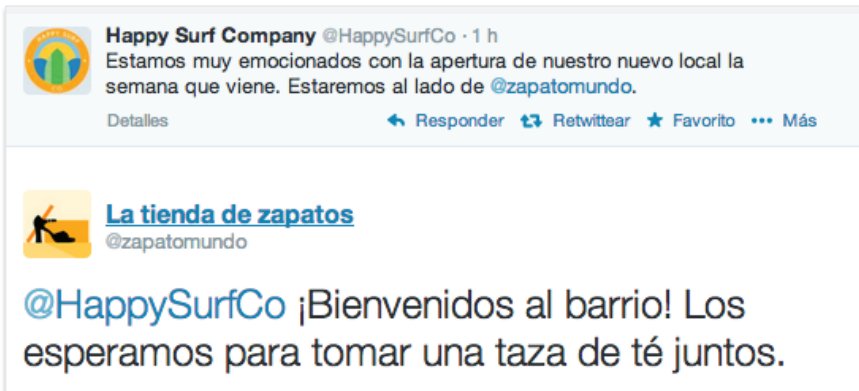 Happy Surf Company @HappySurfCo · 1 h
Estamos muy emocionados con la apertura de nuestro nuevo local la
semana que viene. Estaremos al lado de @zapatomundo.
Detalles Responder Retwittear Favorito Más
La tienda de zapatos
@zapatomundo
@HappySurfCo ¡Bienvenidos al barrio! Los
esperamos para tomar una taza de té juntos.